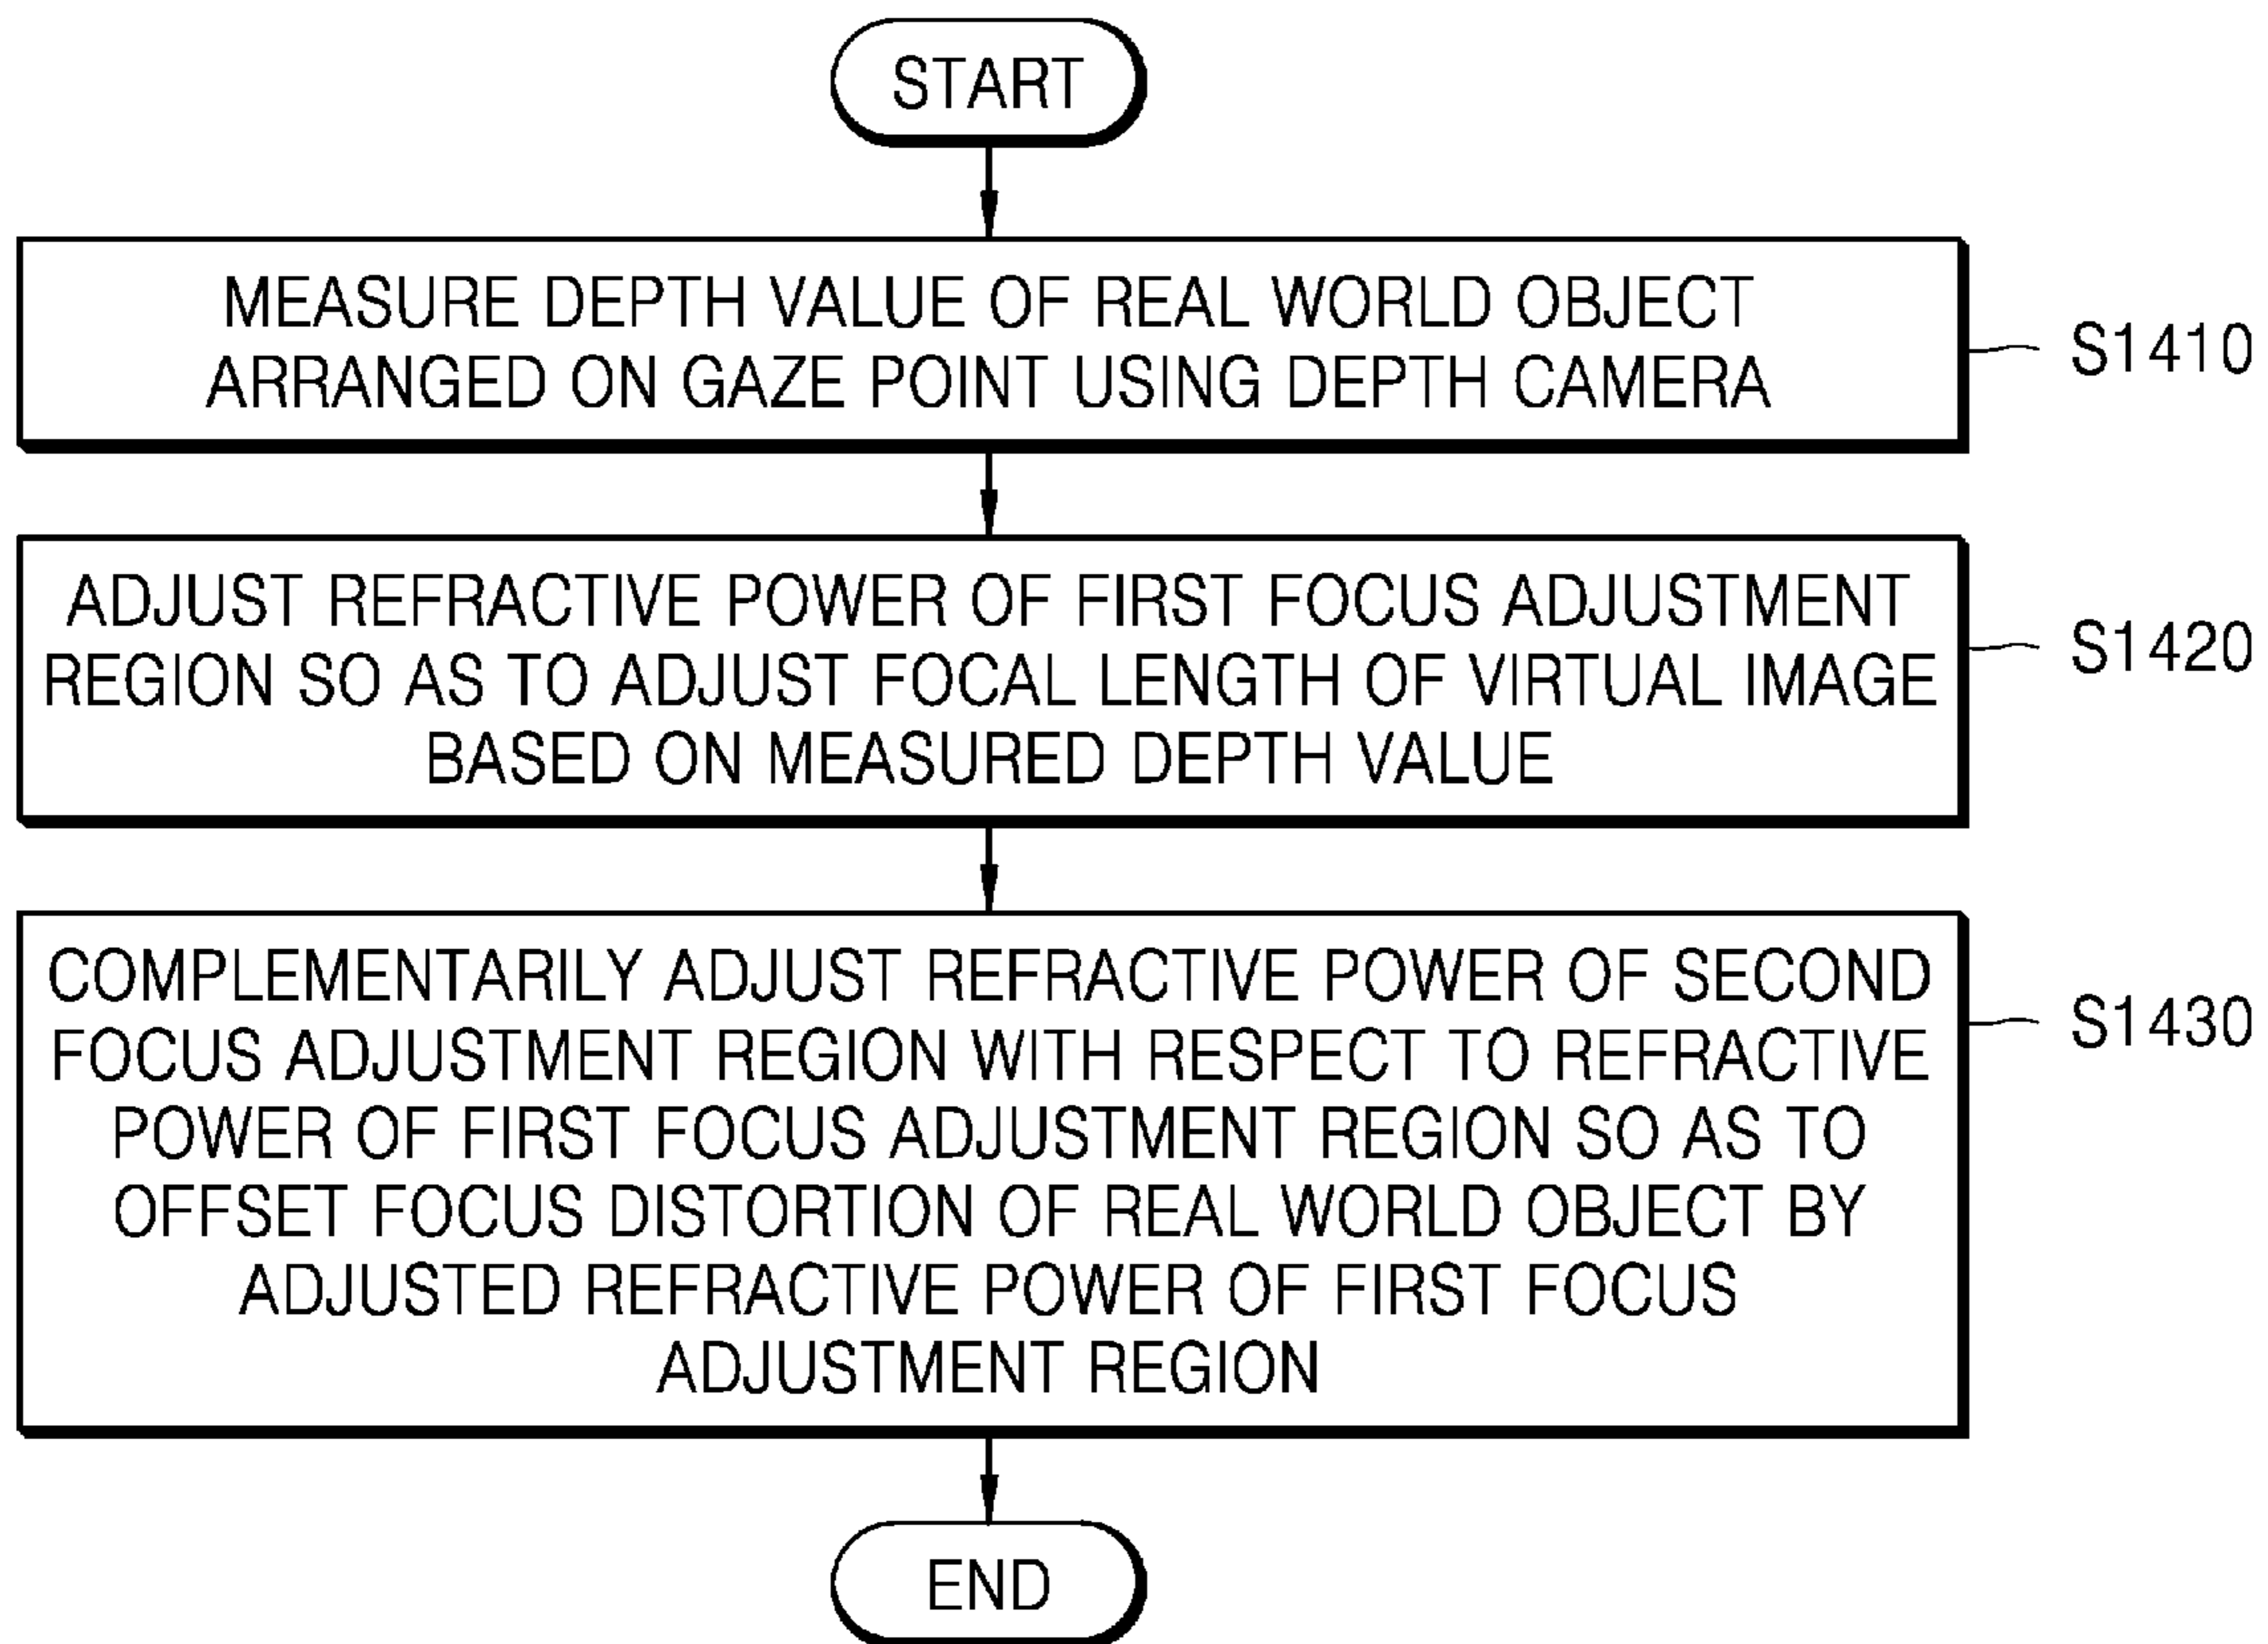 START
MEASURE DEPTH VALUE OF REAL WORLD OBJECT
ARRANGED ON GAZE POINT USING DEPTH CAMERA
S1410
ADJUST REFRACTIVE POWER OF FIRST FOCUS ADJUSTMENT
REGION SO AS TO ADJUST FOCAL LENGTH OF VIRTUAL IMAGE
BASED ON MEASURED DEPTH VALUE
S1420
COMPLEMENTARILY ADJUST REFRACTIVE POWER OF SECOND
FOCUS ADJUSTMENT REGION WITH RESPECT TO REFRACTIVE
POWER OF FIRST FOCUS ADJUSTMENT REGION SO AS TO
OFFSET FOCUS DISTORTION OF REAL WORLD OBJECT BY
ADJUSTED REFRACTIVE POWER OF FIRST FOCUS
ADJUSTMENT REGION
S1430
END